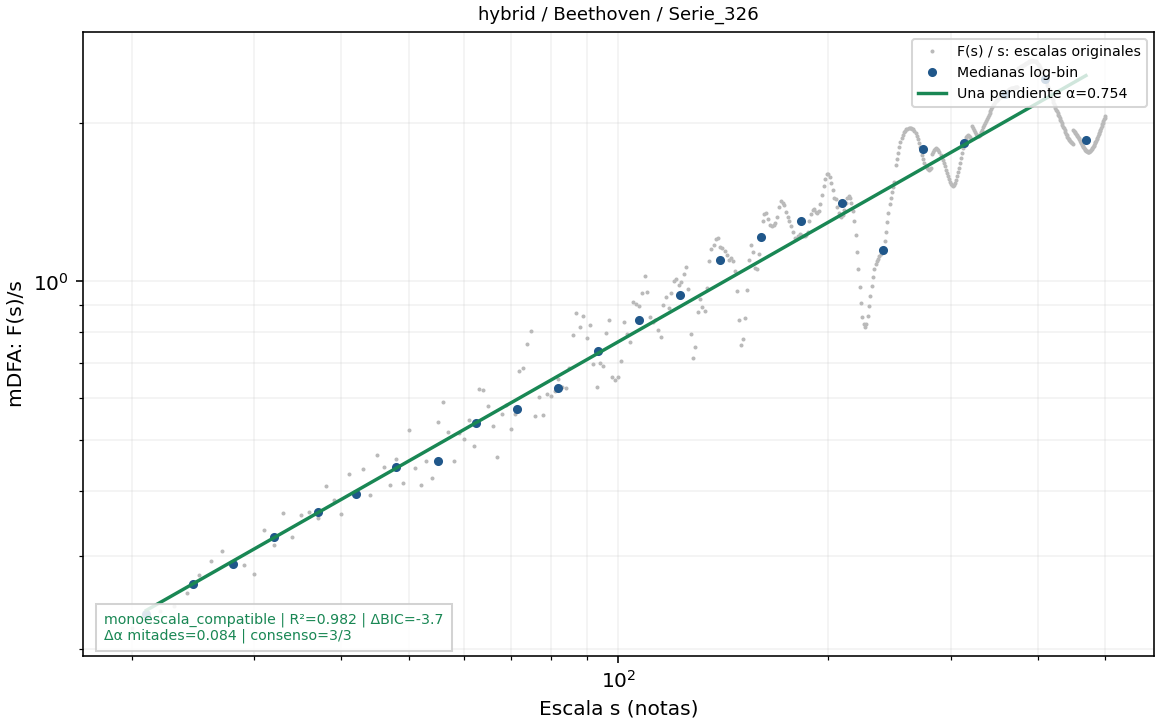 hybrid / Beethoven / Serie_326
F(s) / s: escalas originales
Medianas log-bin
Una pendiente α=0.754
mDFA: F(s)/s
10⁰
monoescala_compatible | R²=0.982 | ΔBIC=-3.7
Δα mitades=0.084 | consenso=3/3
10²
Escala s (notas)